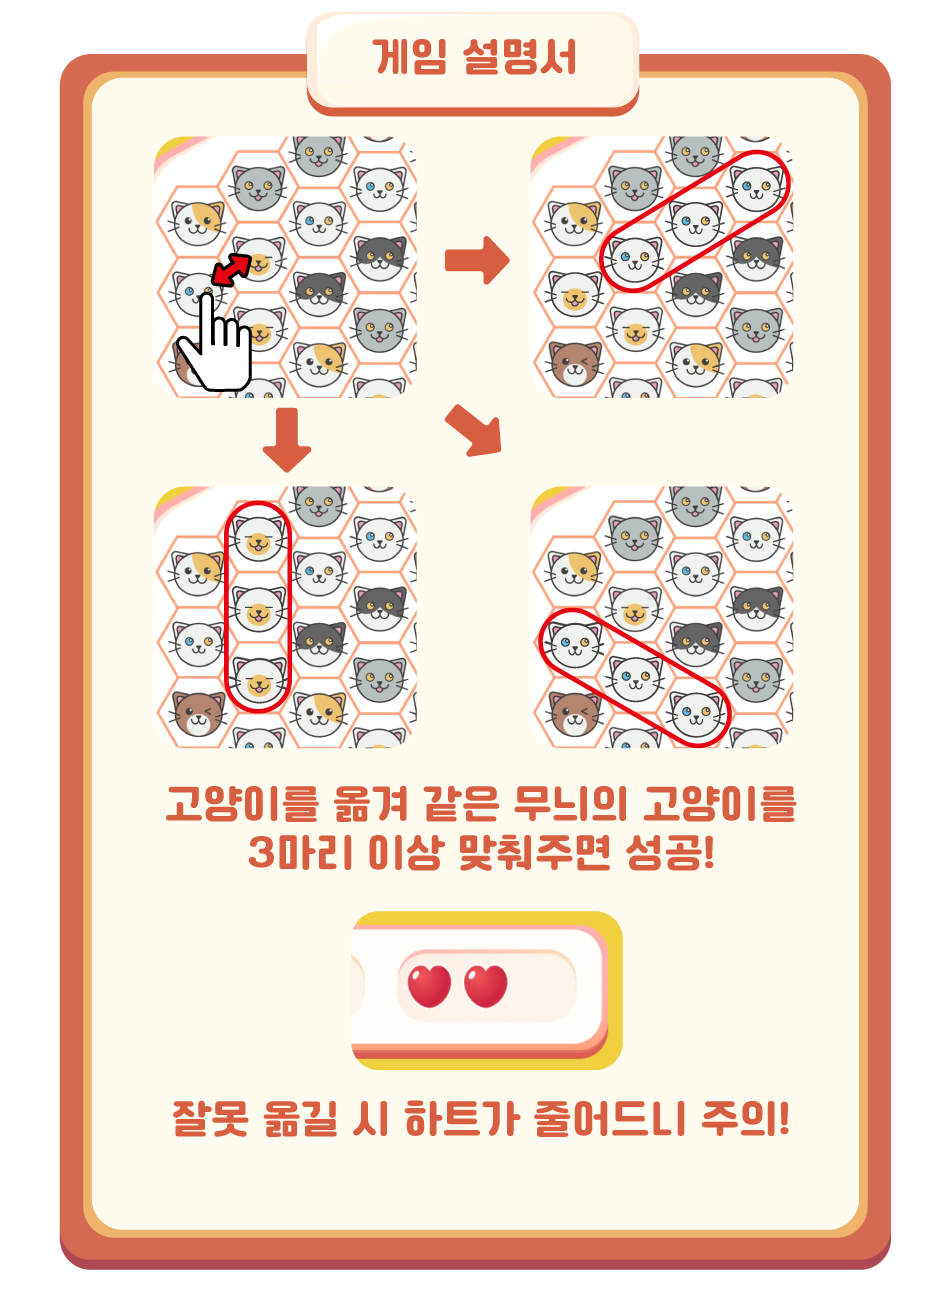 게임 설명서
고양이를 옮겨 같은 무늬의 고양이를
3마리 이상 맞춰주면 성공!
잘못 옮길 시 하트가 줄어드니 주의!